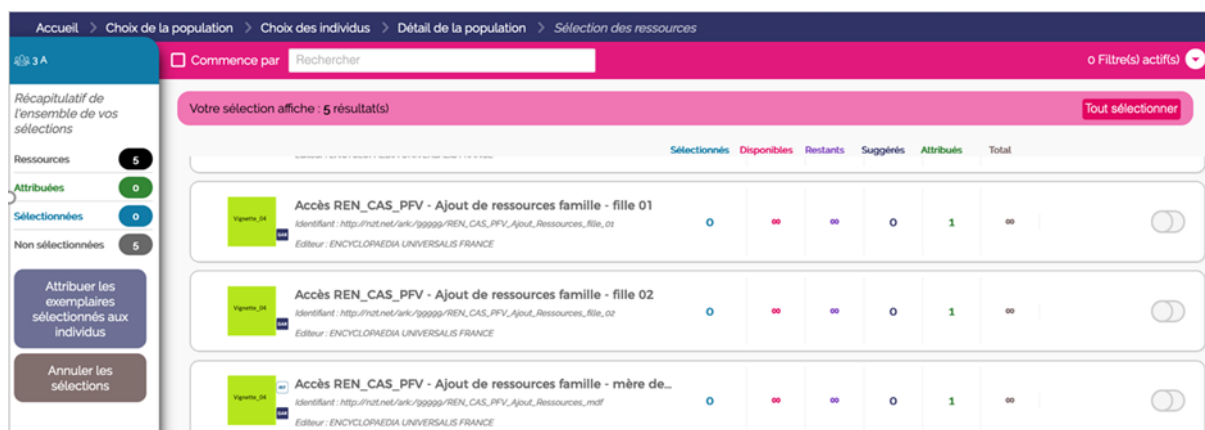 Accueil > Choix de la population > Choix des individus > Détail de la population > Sélection des ressources
3 A
Commence par Rechercher 0 Filtre(s) actif(s)
Récapitulatif de
l'ensemble de vos
sélections
Votre sélection affiche : 5 résultat(s) Tout sélectionner
Ressources 5
Attribuées 0
Sélectionnées 0
Non sélectionnées 5
Attribuer les
exemplaires
sélectionnés aux
individus
Annuler les
sélections
Sélectionnés Disponibles Restants Suggérés Attribués Total
Vignette_04
GAR
Accès REN_CAS_PFV - Ajout de ressources famille - fille 01
Identifiant : http://n2t.net/ark:/99999/REN_CAS_PFV_Ajout_Ressources_fille_01
Editeur : ENCYCLOPAEDIA UNIVERSALIS FRANCE
0 ∞ ∞ 0 1 ∞
Vignette_04
GAR
Accès REN_CAS_PFV - Ajout de ressources famille - fille 02
Identifiant : http://n2t.net/ark:/99999/REN_CAS_PFV_Ajout_Ressources_fille_02
Editeur : ENCYCLOPAEDIA UNIVERSALIS FRANCE
0 ∞ ∞ 0 1 ∞
Vignette_04
GAR
Accès REN_CAS_PFV - Ajout de ressources famille - mère de...
Identifiant : http://n2t.net/ark:/99999/REN_CAS_PFV_Ajout_Ressources_mdf
Editeur : ENCYCLOPAEDIA UNIVERSALIS FRANCE
0 ∞ ∞ 0 1 ∞